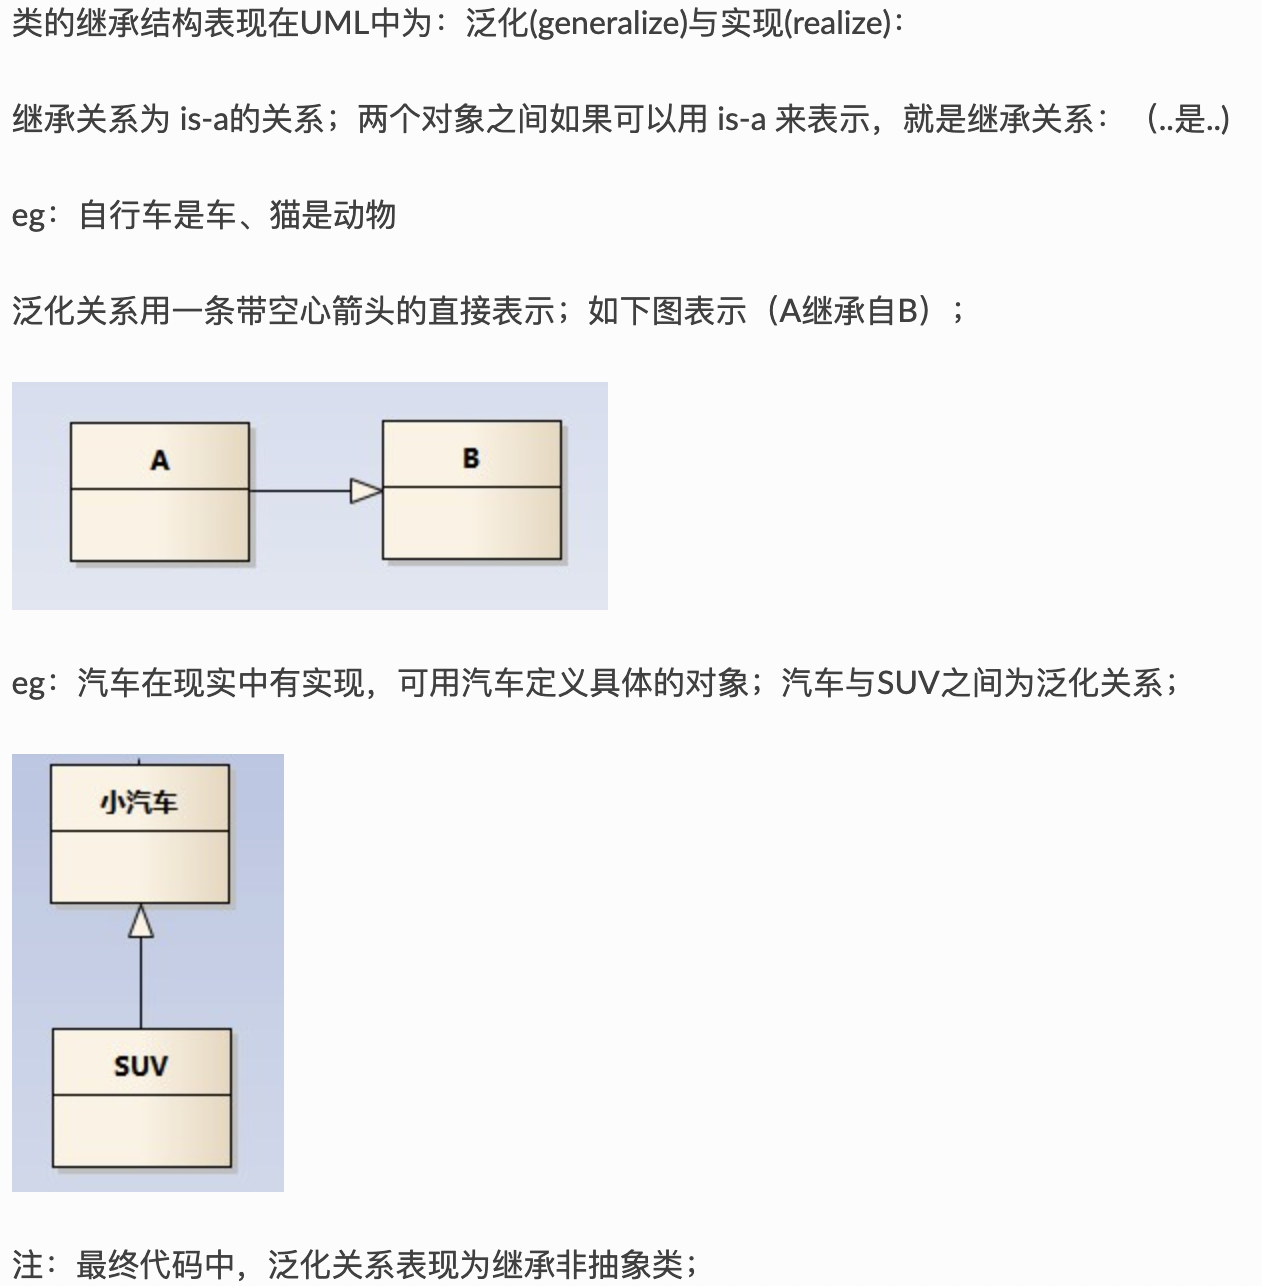 类的继承结构表现在UML中为：泛化(generalize)与实现(realize)：
继承关系为 is-a的关系；两个对象之间如果可以用 is-a 来表示，就是继承关系：（..是..)
eg：自行车是车、猫是动物
泛化关系用一条带空心箭头的直接表示；如下图表示（A继承自B）；
A
B
eg：汽车在现实中有实现，可用汽车定义具体的对象；汽车与SUV之间为泛化关系；
小汽车
SUV
注：最终代码中，泛化关系表现为继承非抽象类；